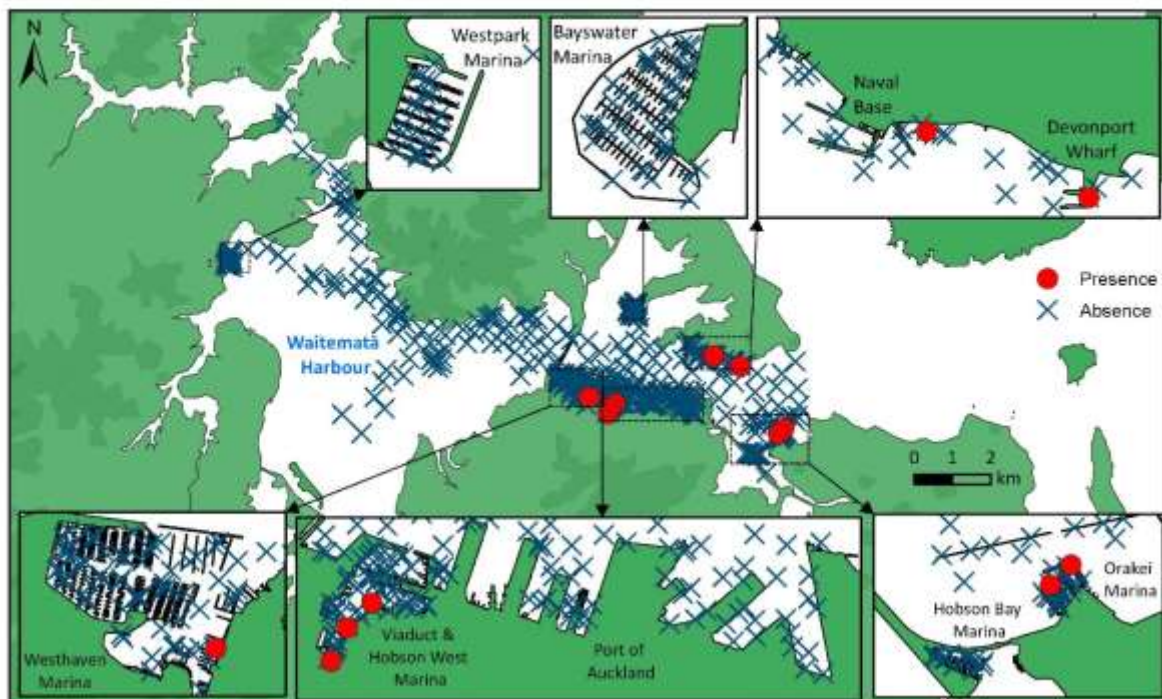 N
Westpark
Marina
Bayswater
Marina
Naval
Base
Devonport
Wharf
Presence
Absence
Waitematā
Harbour
0 1 2
km
Westhaven
Marina
Viaduct &
Hobson West
Marina
Port of
Auckland
Hobson Bay
Marina
Orakei
Marina